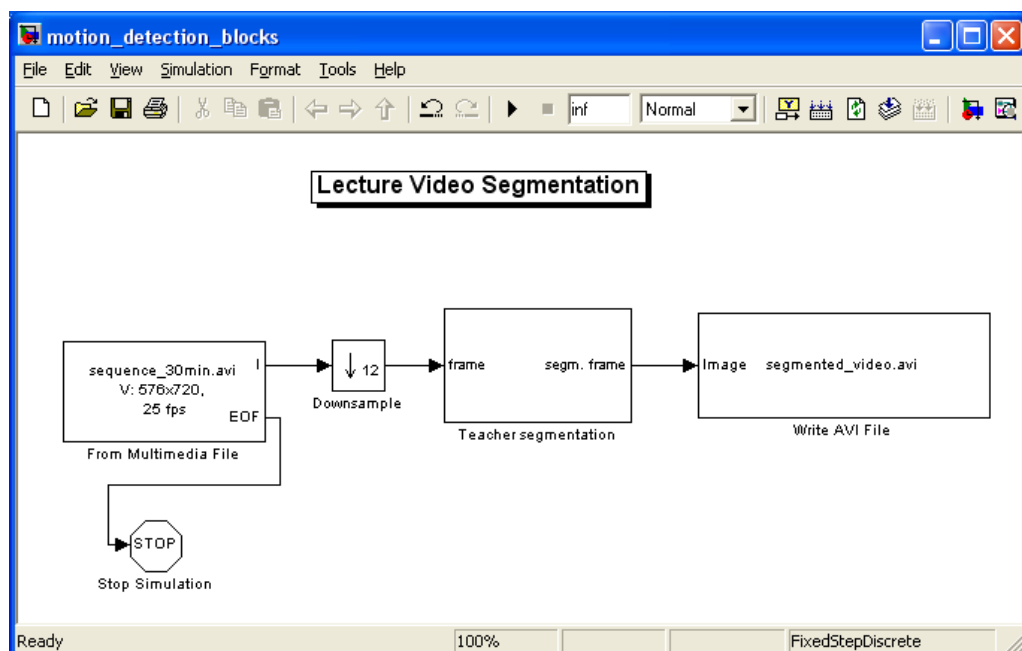 motion_detection_blocks
File Edit View Simulation Format Tools Help
inf Normal
Lecture Video Segmentation
sequence_30min.avi
V: 576x720,
25 fps
I
EOF
From Multimedia File
12
Downsample
frame segm. frame
Teacher segmentation
Image segmented_video.avi
Write AVI File
STOP
Stop Simulation
Ready 100% FixedStepDiscrete